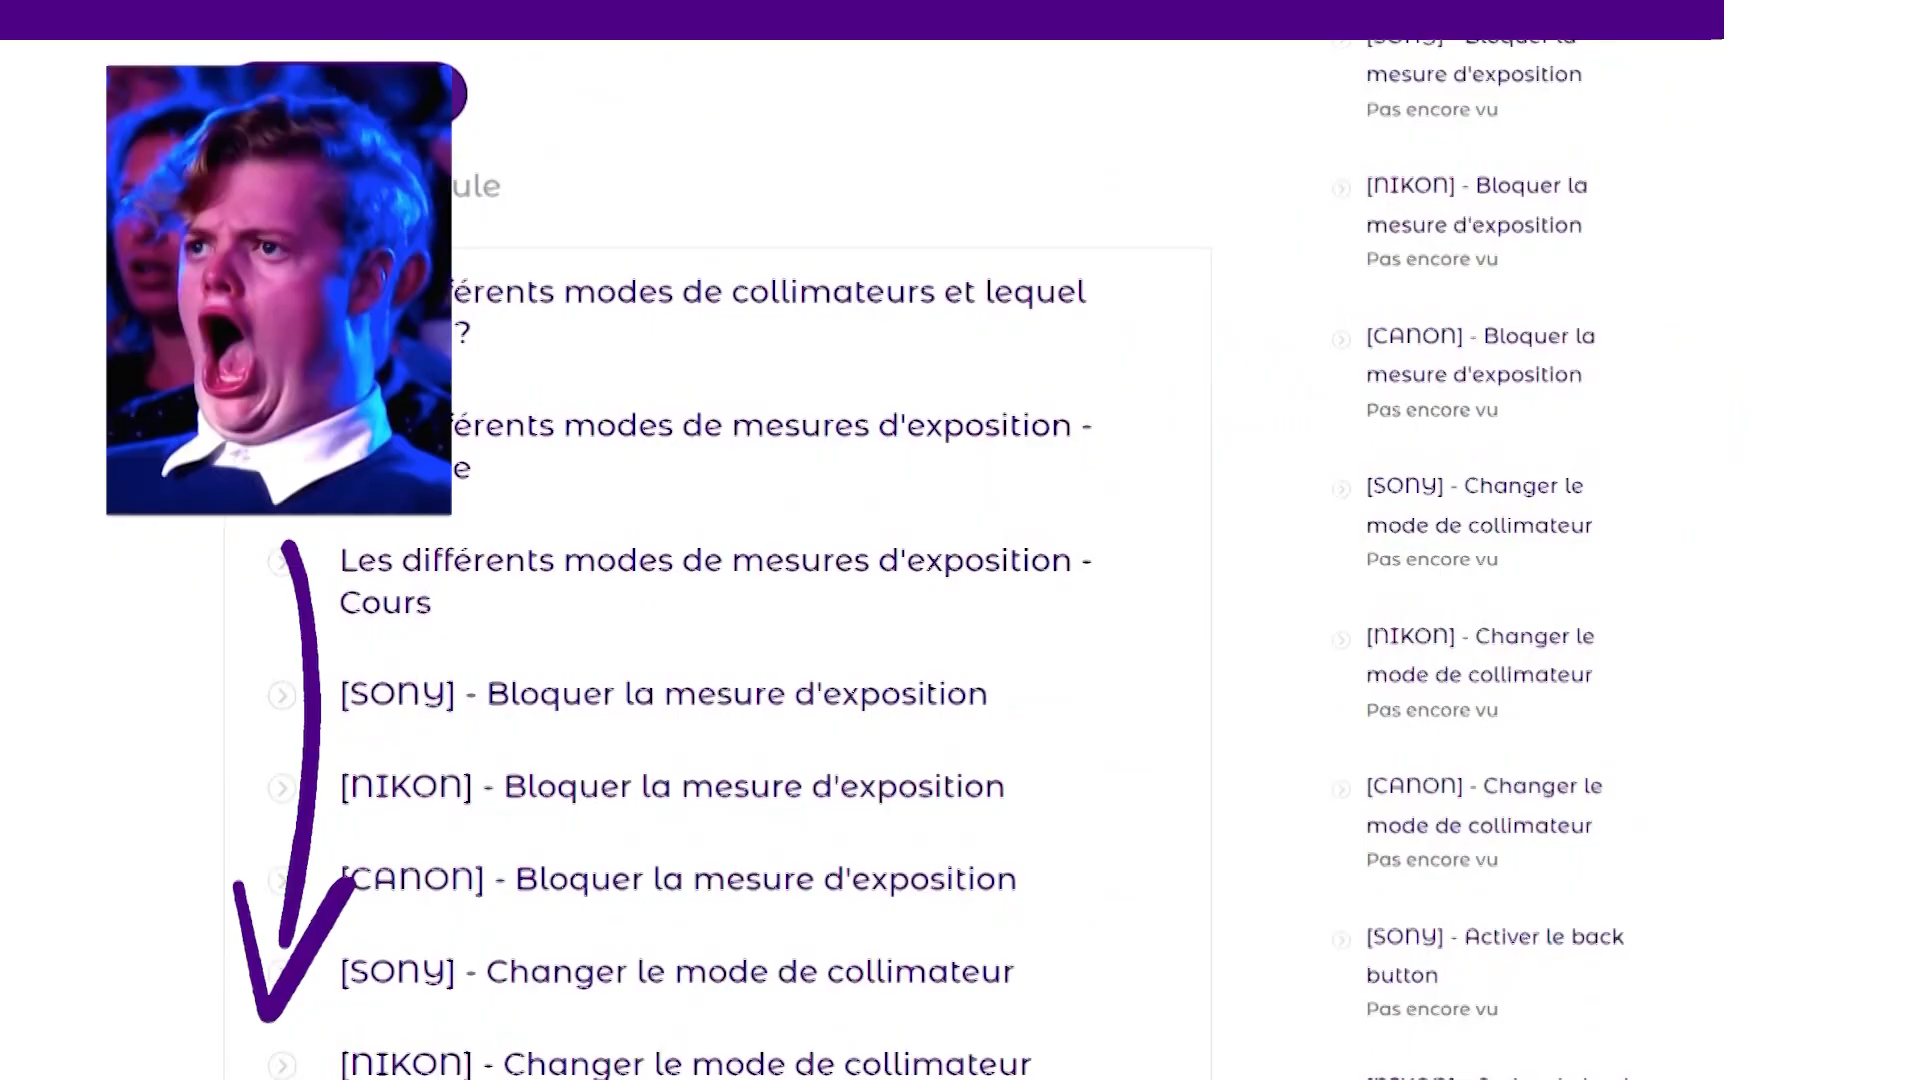 ule
férents modes de collimateurs et lequel
?
férents modes de mesures d'exposition -
e
Les différents modes de mesures d'exposition -
Cours
[SONY] - Bloquer la mesure d'exposition
[NIKON] - Bloquer la mesure d'exposition
[CANON] - Bloquer la mesure d'exposition
[SONY] - Changer le mode de collimateur
[NIKON] - Changer le mode de collimateur
[SONY] - Bloquer la
mesure d'exposition
Pas encore vu
[NIKON] - Bloquer la
mesure d'exposition
Pas encore vu
[CANON] - Bloquer la
mesure d'exposition
Pas encore vu
[SONY] - Changer le
mode de collimateur
Pas encore vu
[NIKON] - Changer le
mode de collimateur
Pas encore vu
[CANON] - Changer le
mode de collimateur
Pas encore vu
[SONY] - Activer le back
button
Pas encore vu